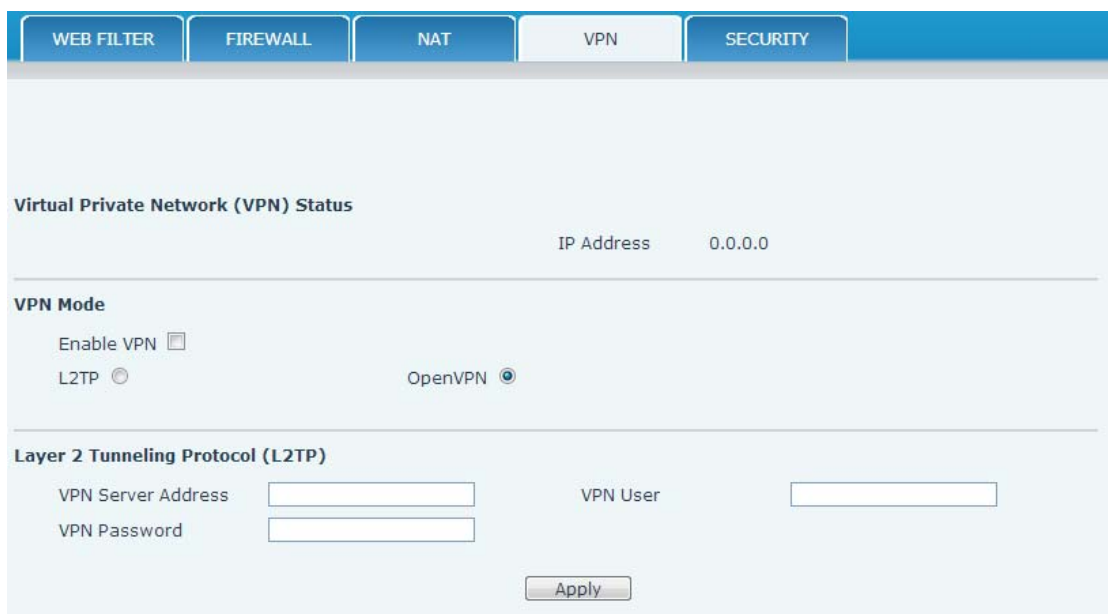 WEB FILTER FIREWALL NAT VPN SECURITY
Virtual Private Network (VPN) Status
IP Address 0.0.0.0
VPN Mode
Enable VPN
L2TP OpenVPN
Layer 2 Tunneling Protocol (L2TP)
VPN Server Address VPN User
VPN Password
Apply